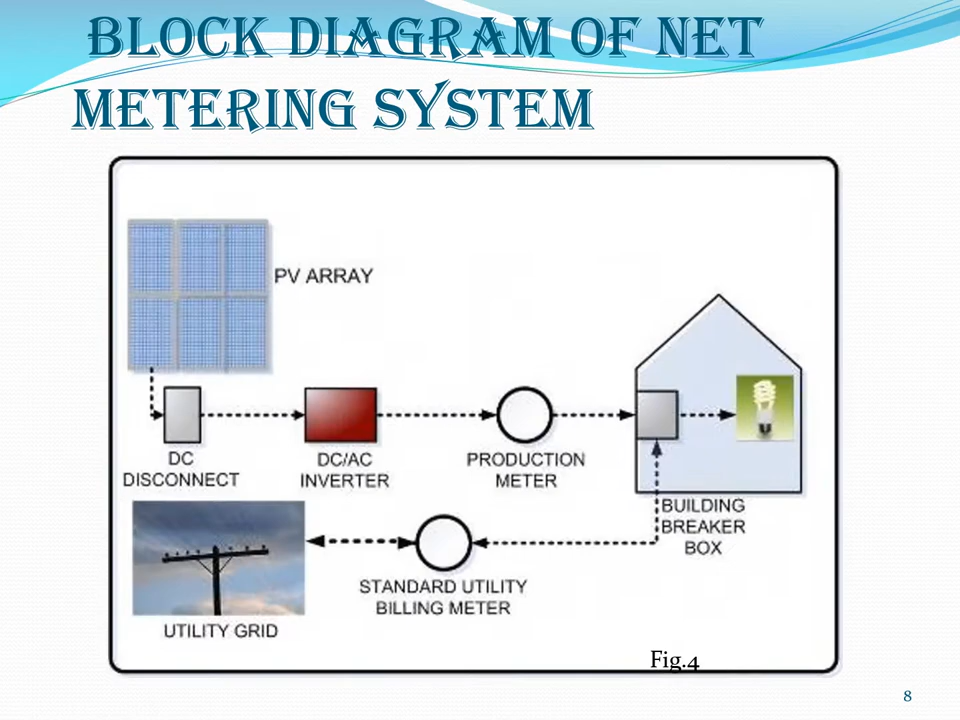 BLOCK DIAGRAM OF NET
METERING SYSTEM
PV ARRAY
DC
DISCONNECT
DC/AC
INVERTER
PRODUCTION
METER
BUILDING
BREAKER
BOX
STANDARD UTILITY
BILLING METER
UTILITY GRID
Fig.4
8